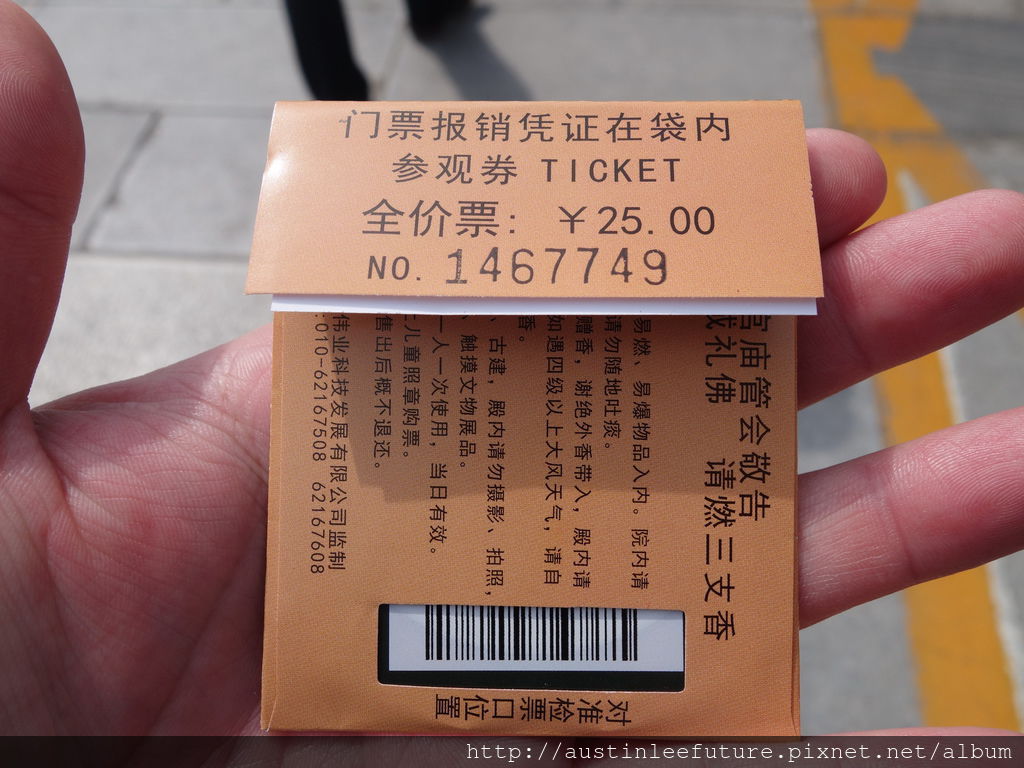 门票报销凭证在袋内
参观券 TICKET
全价票: ￥25.00
NO. 1467749
宫庙管会敬告
诚礼佛 请燃三支香
易燃、易爆物品入内。院内请
请勿随地吐痰。
赠香，谢绝外香带入，殿内请
如遇四级以上大风天气，请自
香。
、古建，殿内请勿摄影、拍照，
、触摸文物展品。
一人一次使用，当日有效。
儿童照章购票。
售出后概不退还。
伟业科技发展有限公司监制
:010-62167508 62167608
对准检票口位置
http://austinleefuture.pixnet.net/album